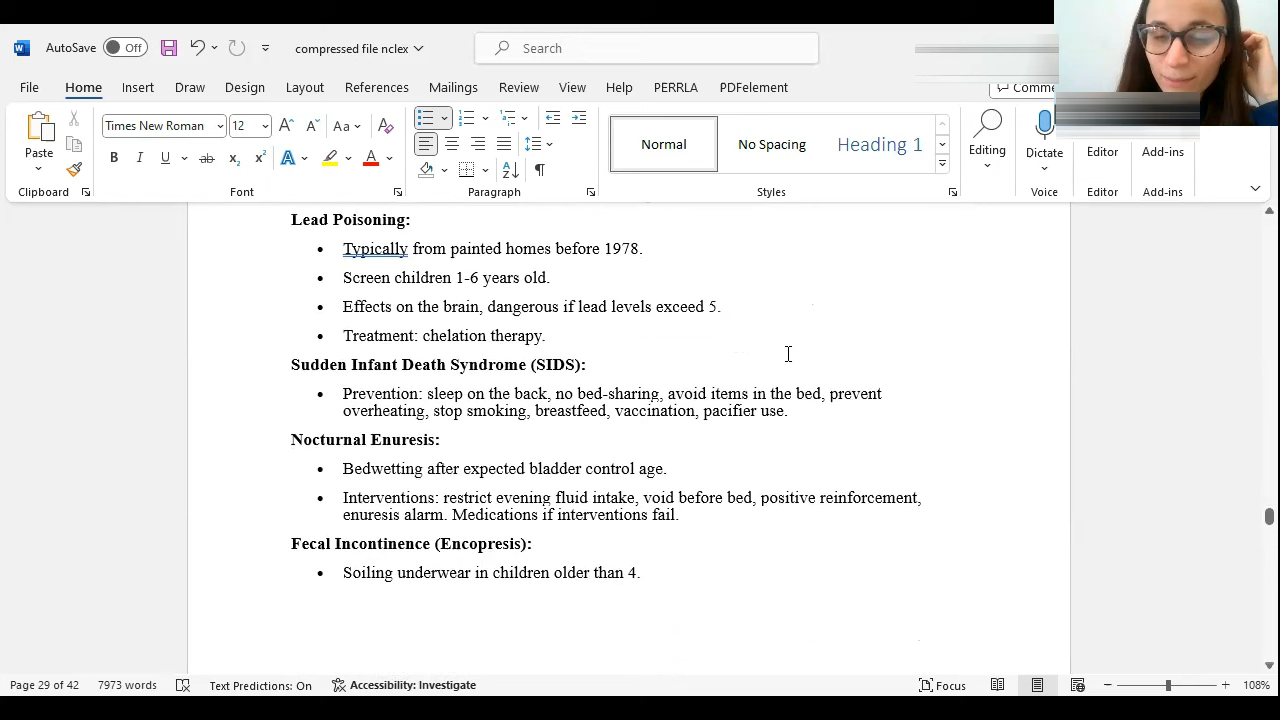 AutoSave Off compressed file nclex Search
File Home Insert Draw Design Layout References Mailings Review View Help PERRLA PDFelement
Times New Roman 12 Aa
Paste Normal No Spacing Heading 1 Editing Dictate Editor Add-ins
Clipboard Font Paragraph Styles Voice Editor Add-ins
Lead Poisoning:
• Typically from painted homes before 1978.
• Screen children 1-6 years old.
• Effects on the brain, dangerous if lead levels exceed 5.
• Treatment: chelation therapy.
Sudden Infant Death Syndrome (SIDS):
• Prevention: sleep on the back, no bed-sharing, avoid items in the bed, prevent
overheating, stop smoking, breastfeed, vaccination, pacifier use.
Nocturnal Enuresis:
• Bedwetting after expected bladder control age.
• Interventions: restrict evening fluid intake, void before bed, positive reinforcement,
enuresis alarm. Medications if interventions fail.
Fecal Incontinence (Encopresis):
• Soiling underwear in children older than 4.
Page 29 of 42 7973 words Text Predictions: On Accessibility: Investigate Focus 108%